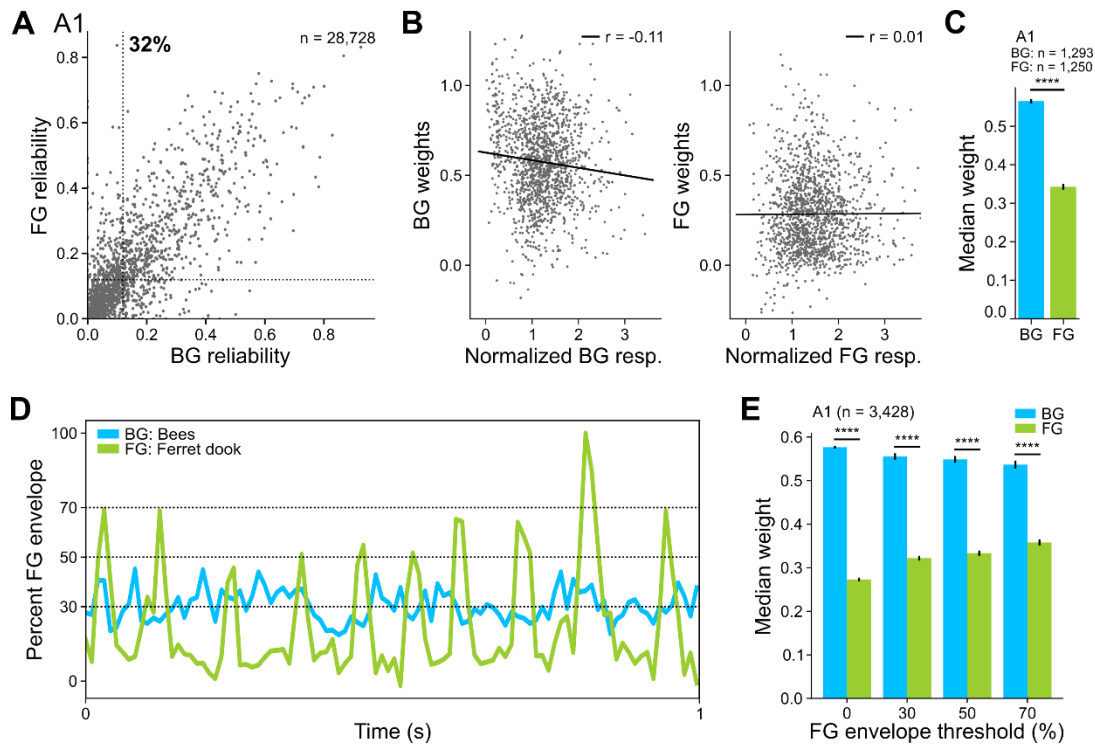 A
A1
32%
n = 28,728
0.8
0.6
0.4
0.2
0.0
FG reliability
0.0
0.2
0.4
0.6
0.8
BG reliability
B
r = -0.11
1.0
0.5
0.0
BG weights
0
1
2
3
Normalized BG resp.
r = 0.01
1.0
0.5
0.0
FG weights
0
1
2
3
Normalized FG resp.
C
A1
BG: n = 1,293
FG: n = 1,250
****
0.5
0.4
0.3
0.2
0.1
0.0
Median weight
BG
FG
D
BG: Bees
FG: Ferret dook
100
70
50
30
0
Percent FG envelope
0
1
Time (s)
E
A1 (n = 3,428)
BG
FG
****
****
****
****
0.6
0.5
0.4
0.3
0.2
0.1
0.0
Median weight
0
30
50
70
FG envelope threshold (%)